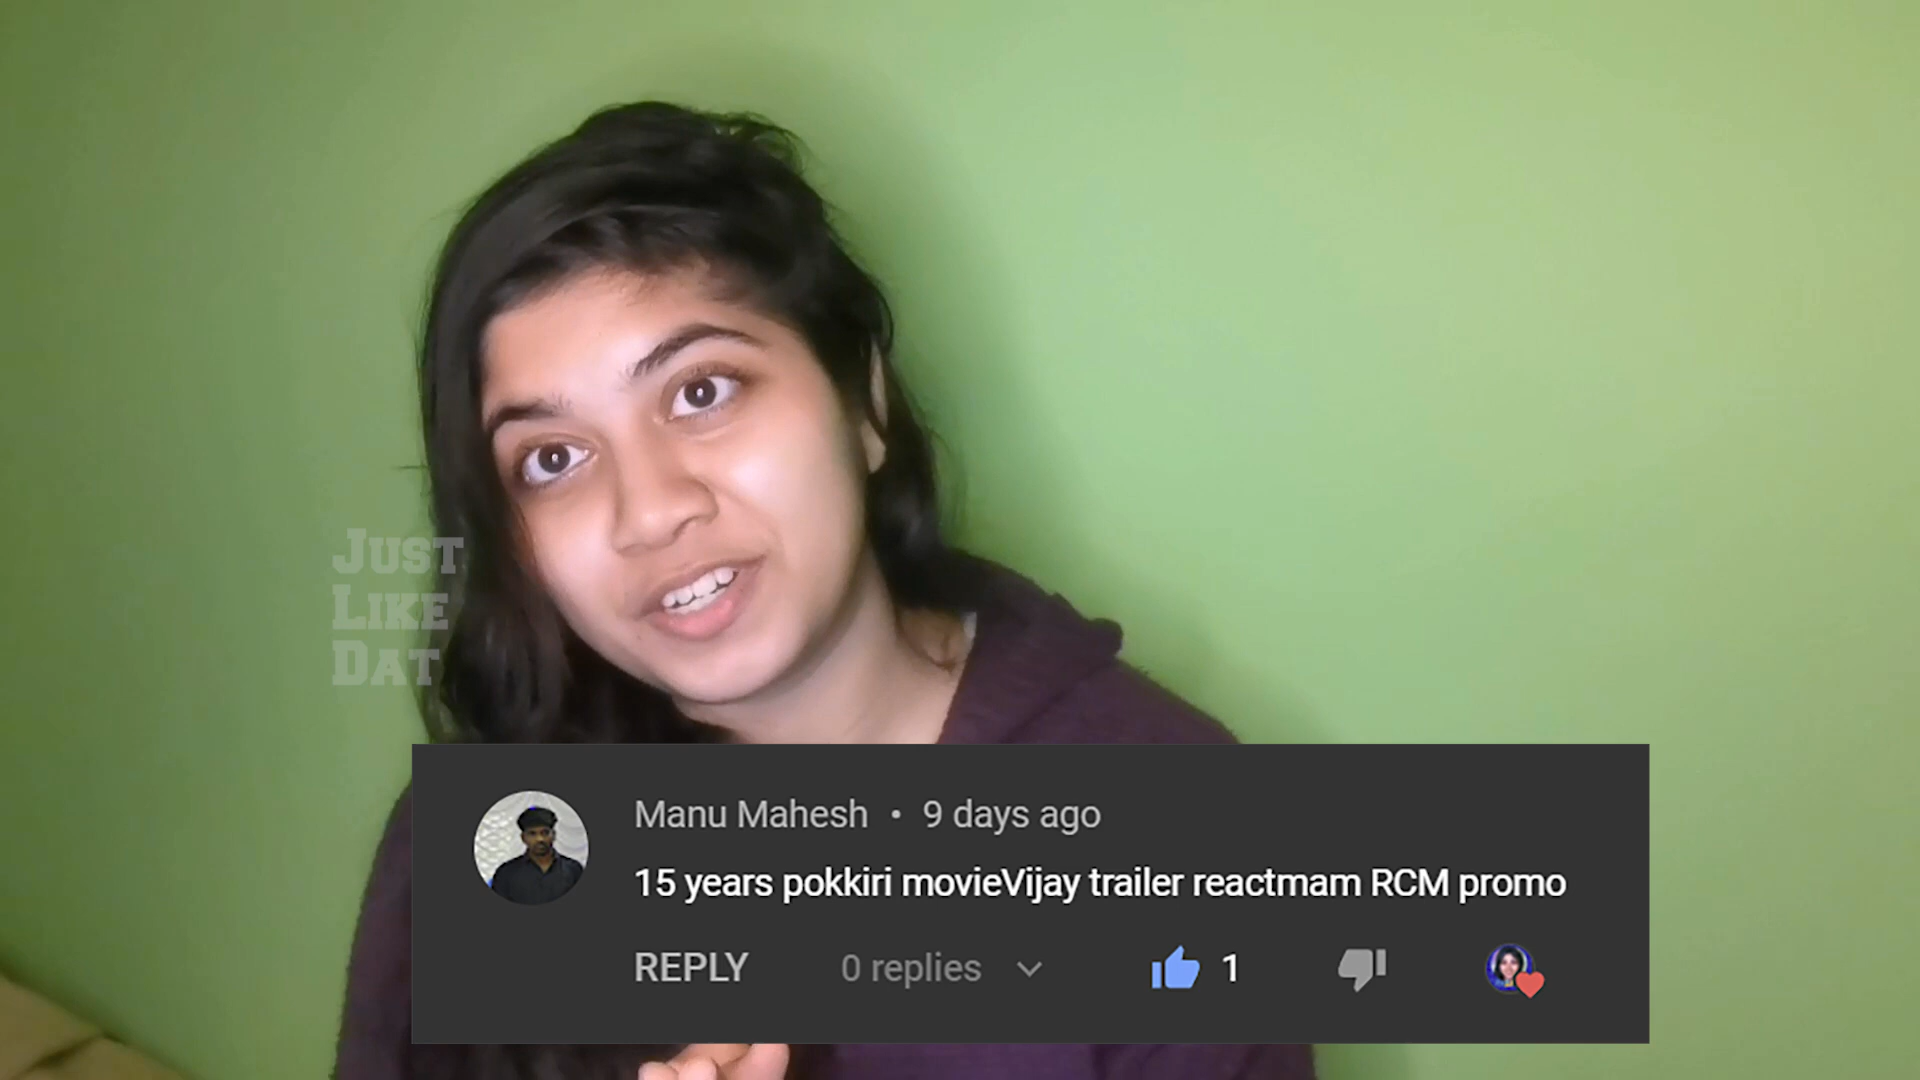 JUST
LIKE
DAT
Manu Mahesh • 9 days ago
15 years pokkiri movieVijay trailer reactmam RCM promo
REPLY 0 replies 1